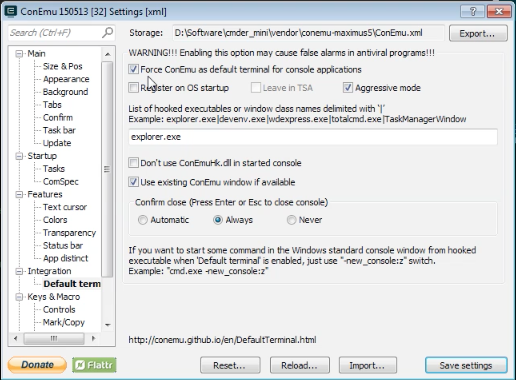 ConEmu 150513 [32] Settings [xml]
Search (Ctrl+F)
Storage: D:\Software\cmder_mini\vendor\conemu-maximus5\ConEmu.xml Export...
Main
Size & Pos
Appearance
Background
Tabs
Confirm
Task bar
Update
Startup
Tasks
ComSpec
Features
Text cursor
Colors
Transparency
Status bar
App distinct
Integration
Default term
Keys & Macro
Controls
Mark/Copy
WARNING!!! Enabling this option may cause false alarms in antiviral programs!!!
Force ConEmu as default terminal for console applications
Register on OS startup Leave in TSA Aggressive mode
List of hooked executables or window class names delimited with '|'
Example: explorer.exe|devenv.exe|wdexpress.exe|totalcmd.exe|TaskManagerWindow
explorer.exe
Don't use ConEmuHk.dll in started console
Use existing ConEmu window if available
Confirm close (Press Enter or Esc to close console)
Automatic Always Never
If you want to start some command in the Windows standard console window from hooked
executable when 'Default terminal' is enabled, just use "-new_console:z" switch.
Example: "cmd.exe -new_console:z"
http://conemu.github.io/en/DefaultTerminal.html
Donate Flattr Reset... Reload... Import... Save settings